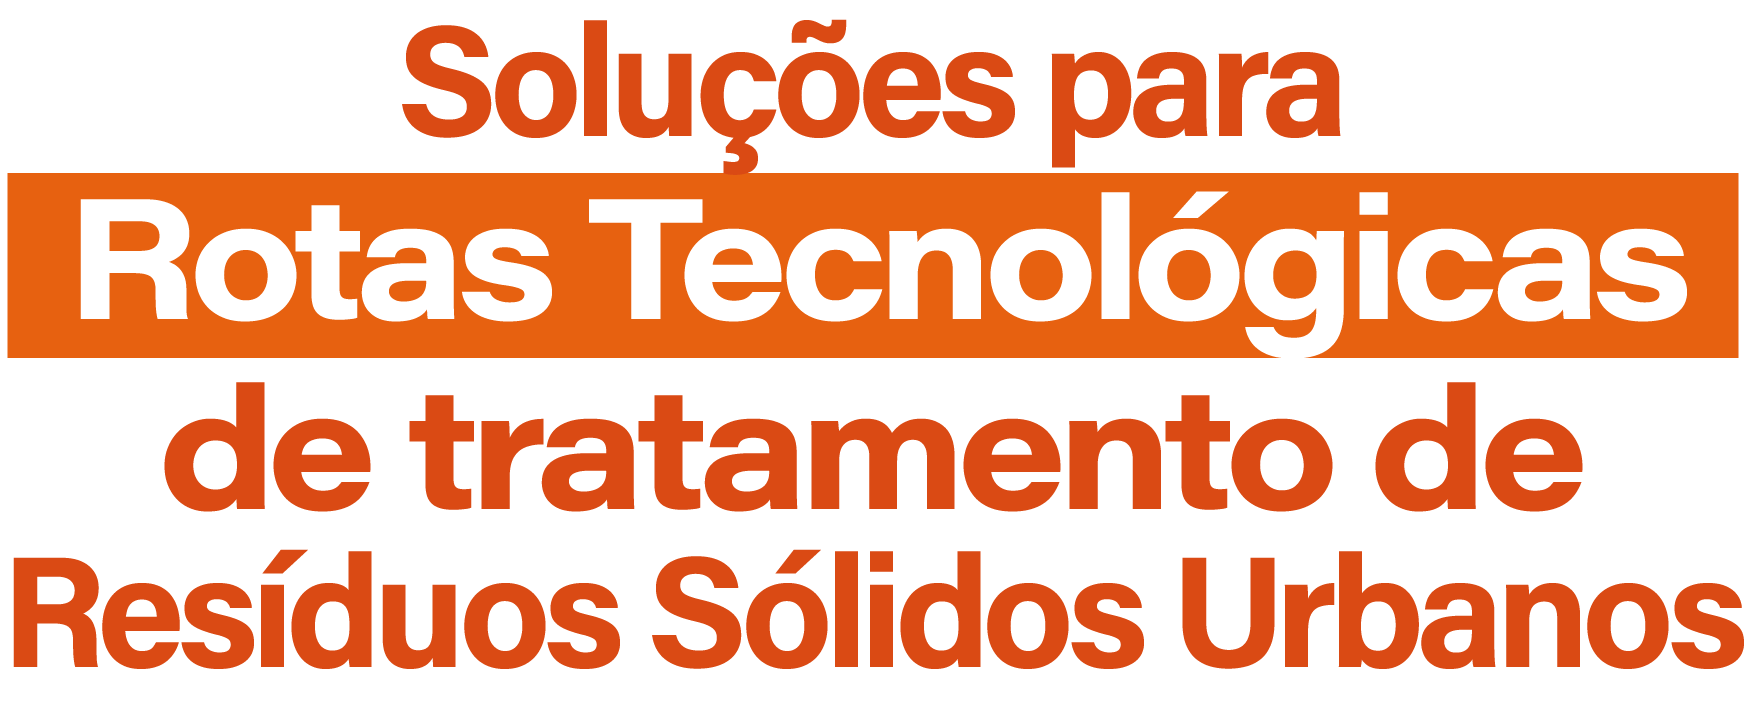 Soluções para
Rotas Tecnológicas
de tratamento de
Resíduos Sólidos Urbanos